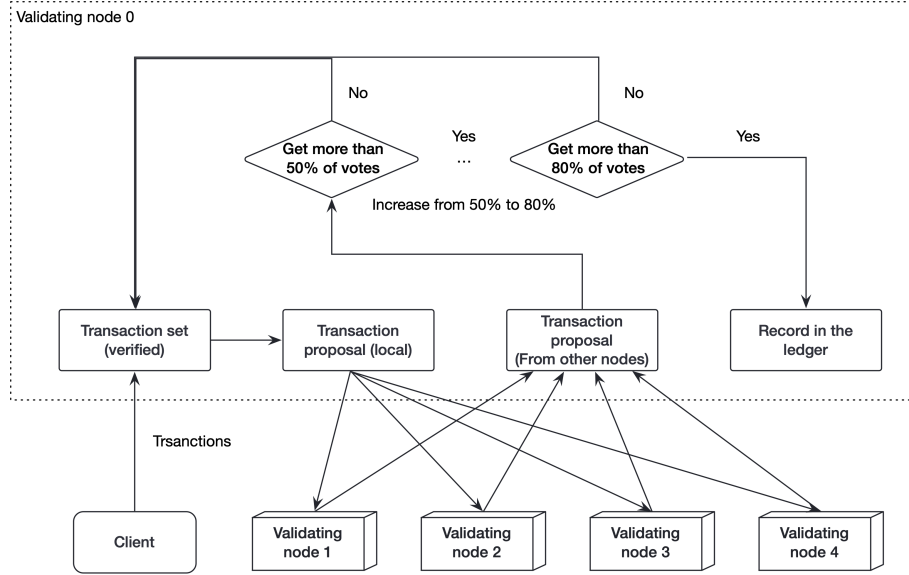 Validating node 0
No
No
Get more than
50% of votes
Yes
...
Get more than
80% of votes
Yes
Increase from 50% to 80%
Transaction set
(verified)
Transaction
proposal (local)
Transaction
proposal
(From other nodes)
Record in the
ledger
Trsanctions
Client
Validating
node 1
Validating
node 2
Validating
node 3
Validating
node 4